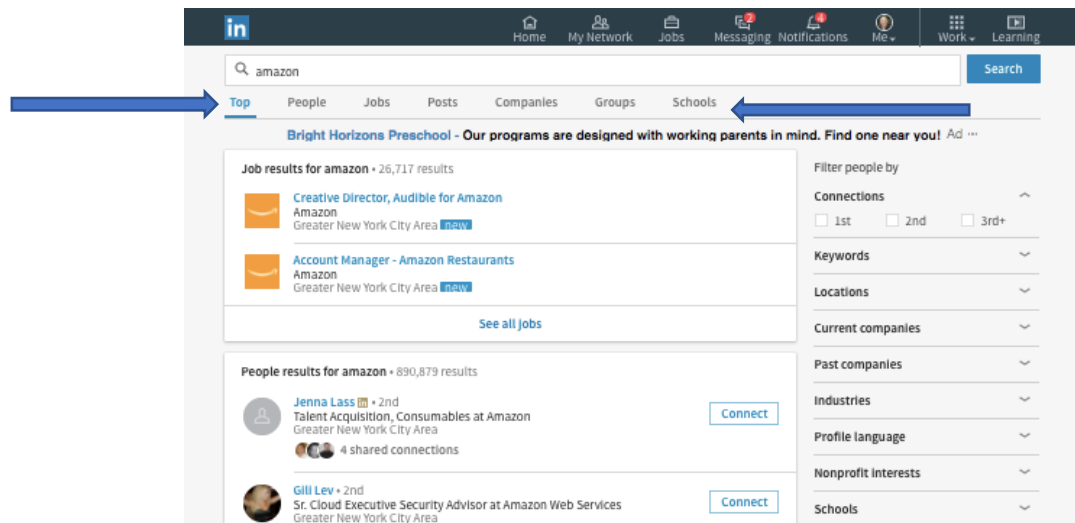 in
2
4
Home My Network Jobs Messaging Notifications Me Work Learning
amazon Search
Top People Jobs Posts Companies Groups Schools
Bright Horizons Preschool - Our programs are designed with working parents in mind. Find one near you! Ad ···
Job results for amazon • 26,717 results
Creative Director, Audible for Amazon
Amazon
Greater New York City Area new
Account Manager - Amazon Restaurants
Amazon
Greater New York City Area new
See all jobs
People results for amazon • 890,879 results
Jenna Lass in • 2nd
Talent Acquisition, Consumables at Amazon
Greater New York City Area
4 shared connections
Connect
Gili Lev • 2nd
Sr. Cloud Executive Security Advisor at Amazon Web Services
Greater New York City Area
Connect
Filter people by
Connections
1st 2nd 3rd+
Keywords
Locations
Current companies
Past companies
Industries
Profile language
Nonprofit interests
Schools